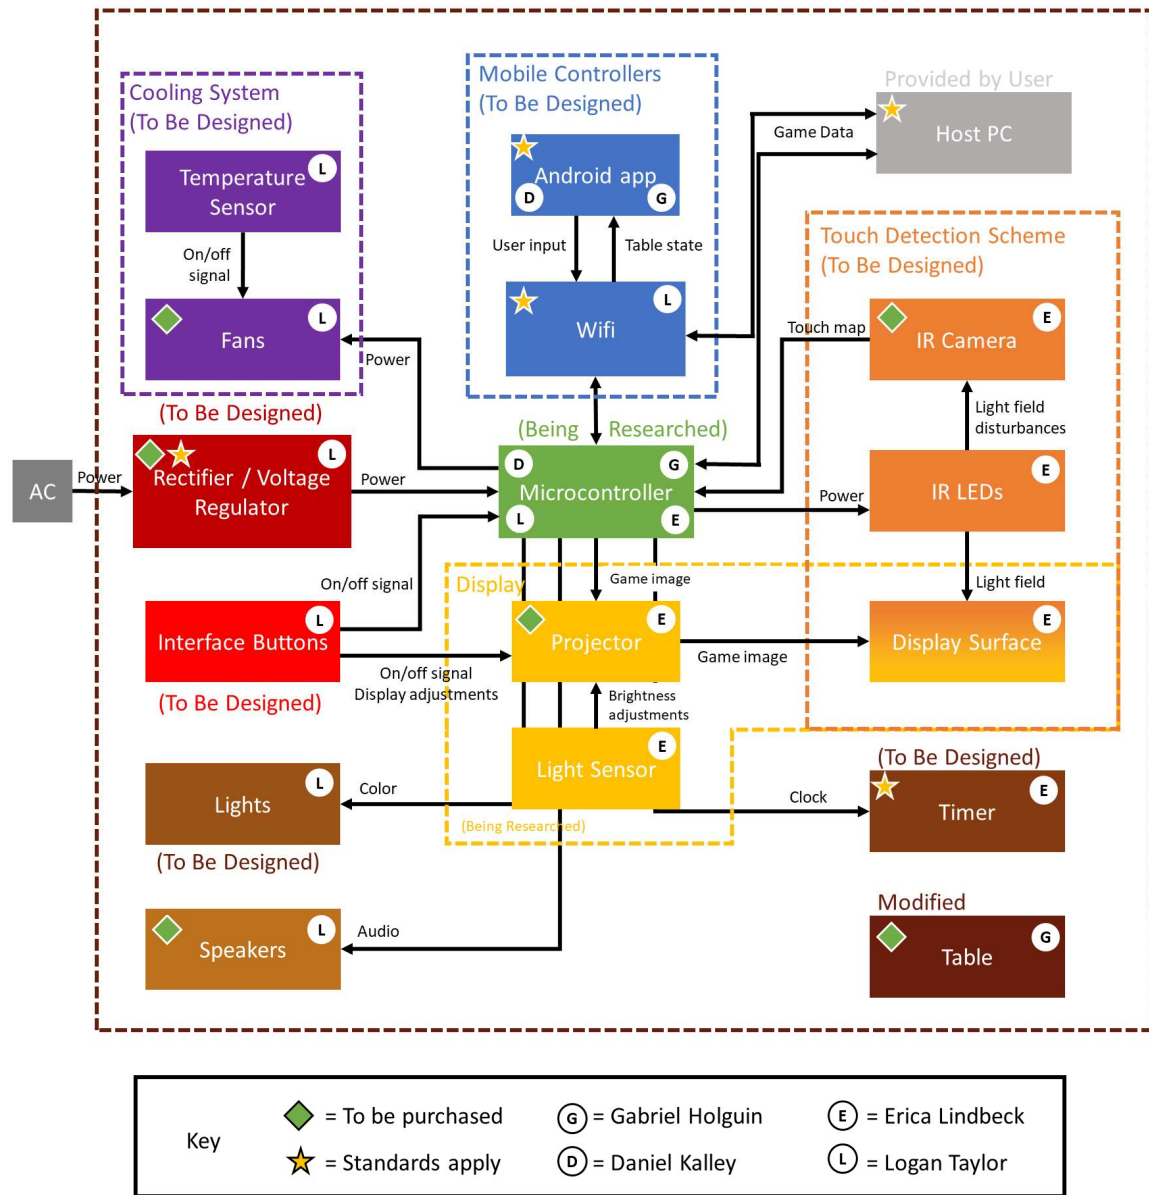 Cooling System
(To Be Designed)
Temperature
Sensor
L
On/off
signal
Fans
L
Power
Mobile Controllers
(To Be Designed)
Android app
D
G
User input
Table state
Wifi
L
Provided by User
Host PC
Game Data
Touch Detection Scheme
(To Be Designed)
IR Camera
E
Touch map
Light field
disturbances
IR LEDs
E
Power
Light field
Display Surface
E
AC
Power
(To Be Designed)
Rectifier / Voltage
Regulator
L
Power
(Being Researched)
Microcontroller
D
G
L
E
On/off signal
Interface Buttons
L
(To Be Designed)
On/off signal
Display adjustments
Display
Game image
Projector
E
Game image
Brightness
adjustments
Light Sensor
E
(Being Researched)
Lights
L
(To Be Designed)
Color
Clock
(To Be Designed)
Timer
E
Speakers
L
Audio
Modified
Table
G
Key
= To be purchased
= Standards apply
G = Gabriel Holguin
D = Daniel Kalley
E = Erica Lindbeck
L = Logan Taylor